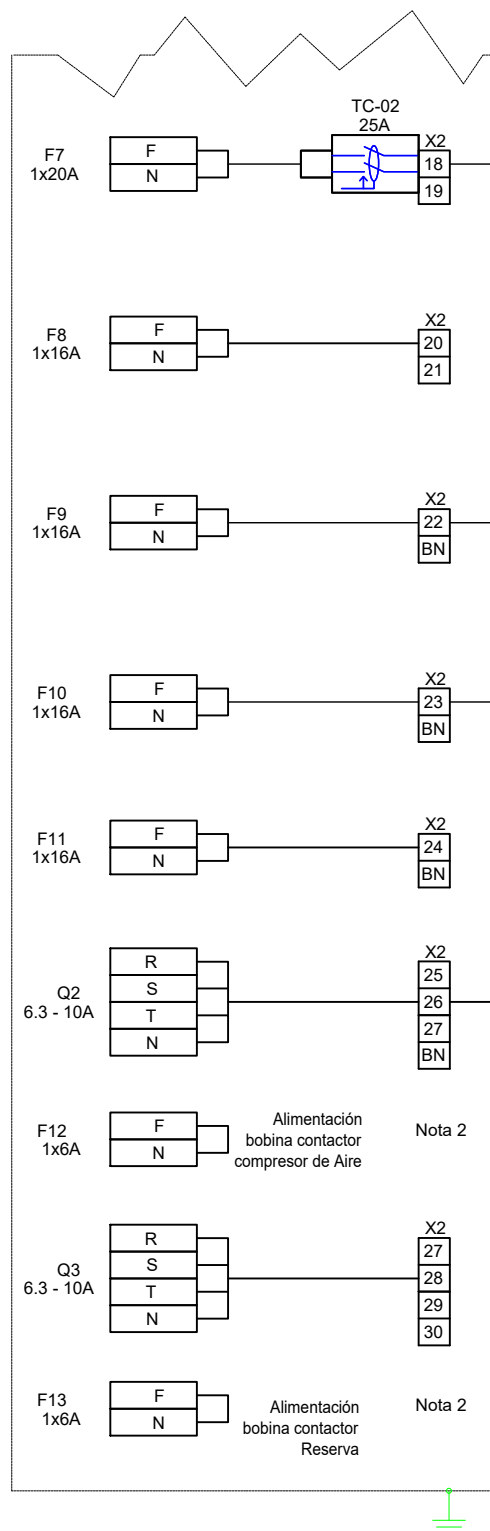 TC-02
25A
F7
1x20A
F
N
X2
18
19
F8
1x16A
F
N
X2
20
21
F9
1x16A
F
N
X2
22
BN
F10
1x16A
F
N
X2
23
BN
F11
1x16A
F
N
X2
24
BN
Q2
6.3 - 10A
R
S
T
N
X2
25
26
27
BN
F12
1x6A
F
N
Alimentación
bobina contactor
compresor de Aire
Nota 2
Q3
6.3 - 10A
R
S
T
N
X2
27
28
29
30
F13
1x6A
F
N
Alimentación
bobina contactor
Reserva
Nota 2